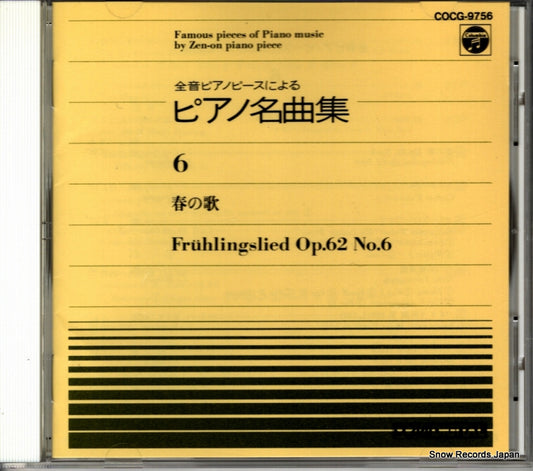 COCG-9756
Famous pieces of Piano music
by Zen-on piano piece
Columbia
全音ピアノピースによる
ピアノ名曲集
6
春の歌
Frühlingslied Op.62 No.6
Snow Records Japan